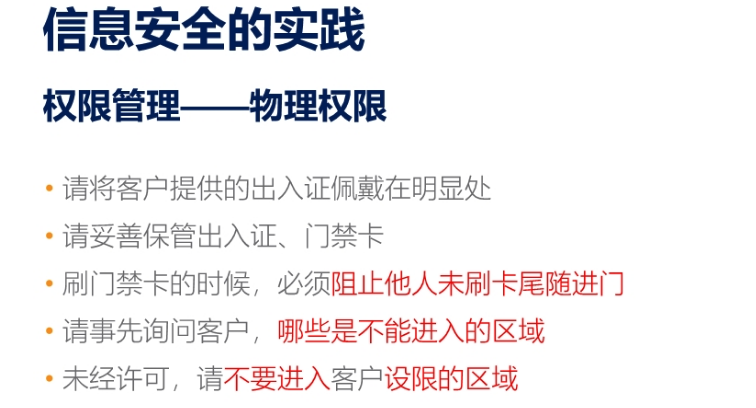 信息安全的实践
权限管理——物理权限
• 请将客户提供的出入证佩戴在明显处
• 请妥善保管出入证、门禁卡
• 刷门禁卡的时候，必须阻止他人未刷卡尾随进门
• 请事先询问客户，哪些是不能进入的区域
• 未经许可，请不要进入客户设限的区域